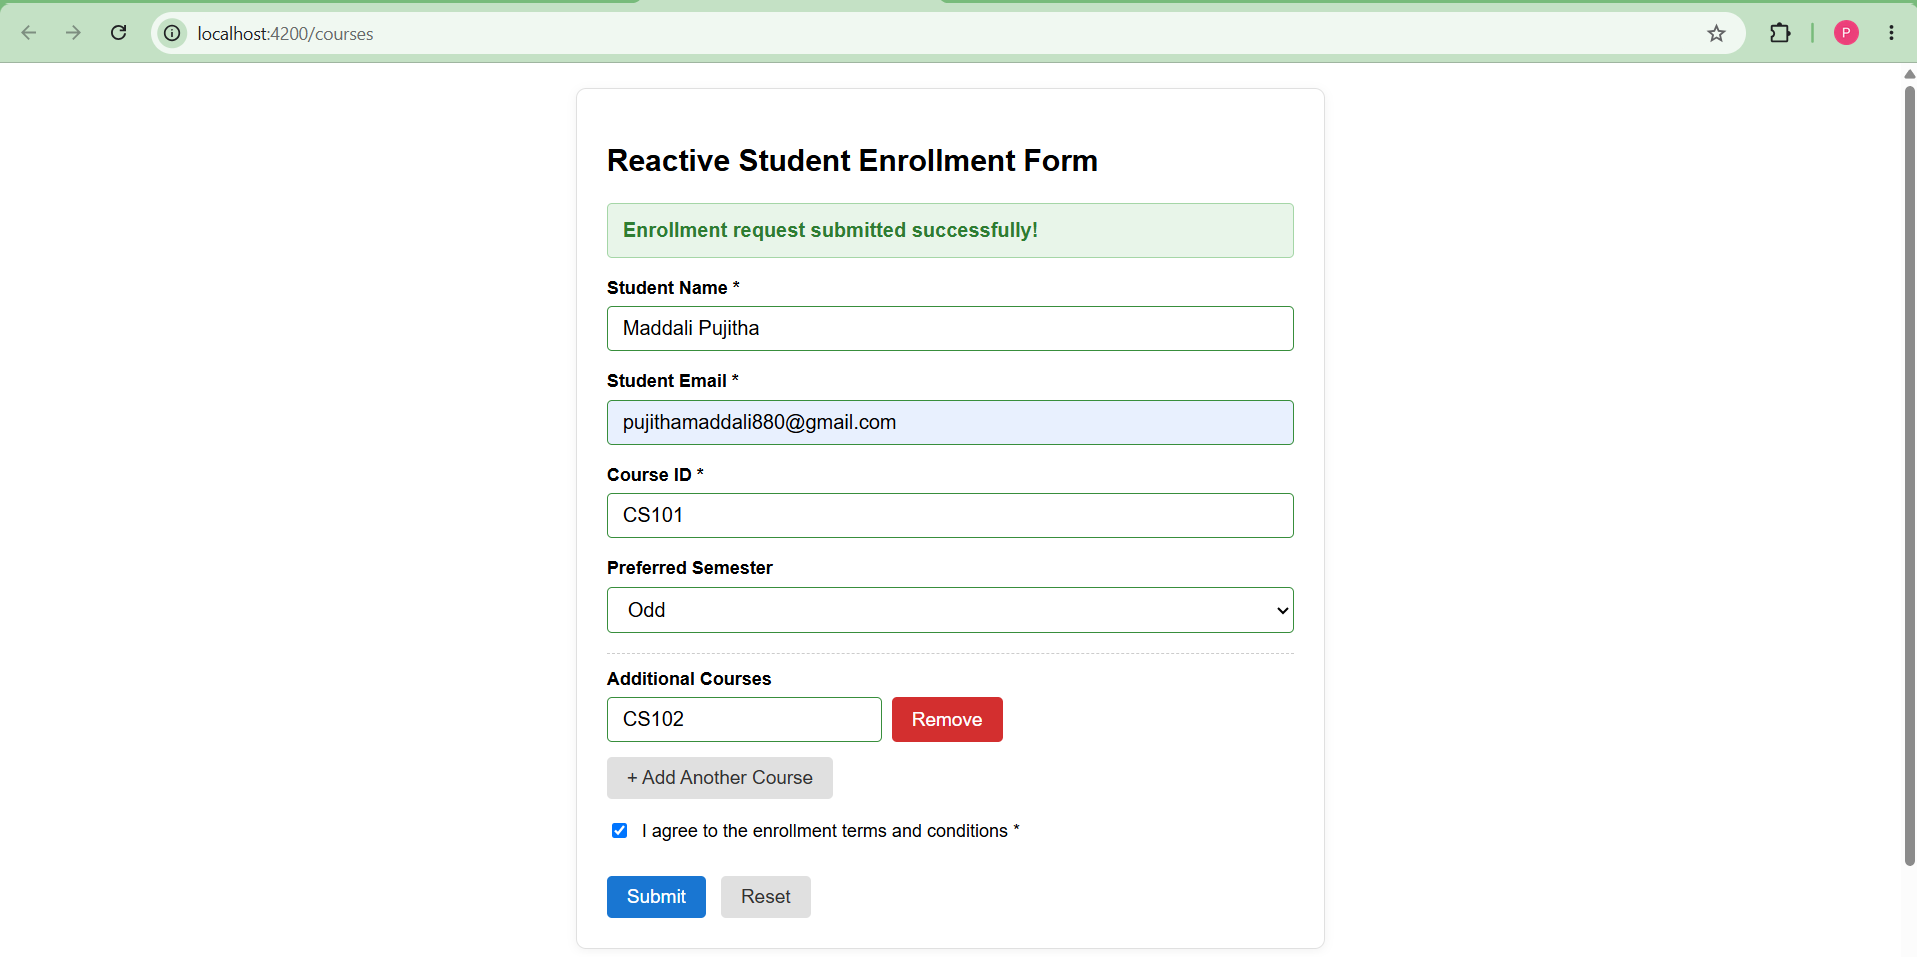 localhost:4200/courses
P
Reactive Student Enrollment Form
Enrollment request submitted successfully!
Student Name *
Maddali Pujitha
Student Email *
pujithamaddali880@gmail.com
Course ID *
CS101
Preferred Semester
Odd
Additional Courses
CS102
Remove
+ Add Another Course
I agree to the enrollment terms and conditions *
Submit
Reset